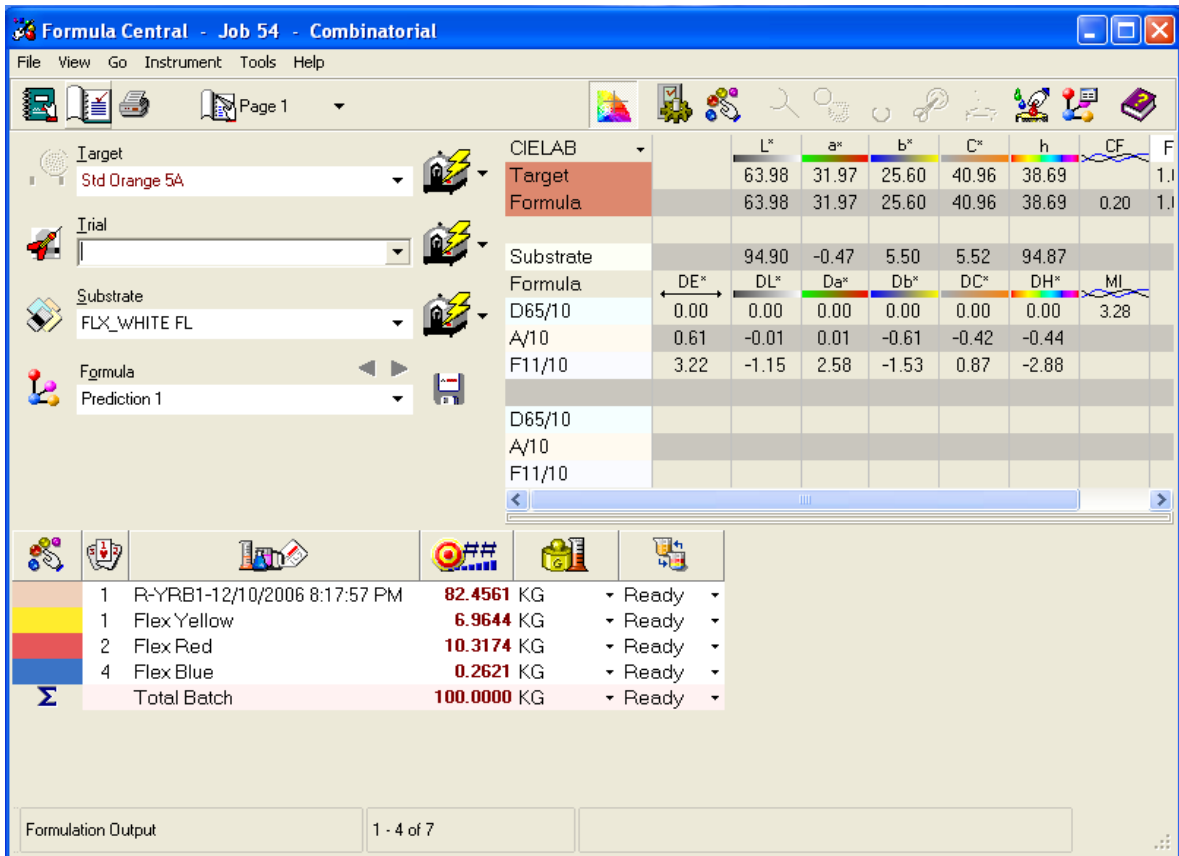 Formula Central - Job 54 - Combinatorial
File View Go Instrument Tools Help
Page 1
Target
Std Orange 5A
Trial
Substrate
FLX_WHITE FL
Formula
Prediction 1
CIELAB L* a* b* C* h CF F
Target 63.98 31.97 25.60 40.96 38.69
Formula 63.98 31.97 25.60 40.96 38.69 0.20
Substrate 94.90 -0.47 5.50 5.52 94.87
Formula DE* DL* Da* Db* DC* DH* MI
D65/10 0.00 0.00 0.00 0.00 0.00 0.00 3.28
A/10 0.61 -0.01 0.01 -0.61 -0.42 -0.44
F11/10 3.22 -1.15 2.58 -1.53 0.87 -2.88
D65/10
A/10
F11/10
##
1 R-YRB1-12/10/2006 8:17:57 PM 82.4561 KG Ready
1 Flex Yellow 6.9644 KG Ready
2 Flex Red 10.3174 KG Ready
4 Flex Blue 0.2621 KG Ready
Σ Total Batch 100.0000 KG Ready
Formulation Output 1 - 4 of 7